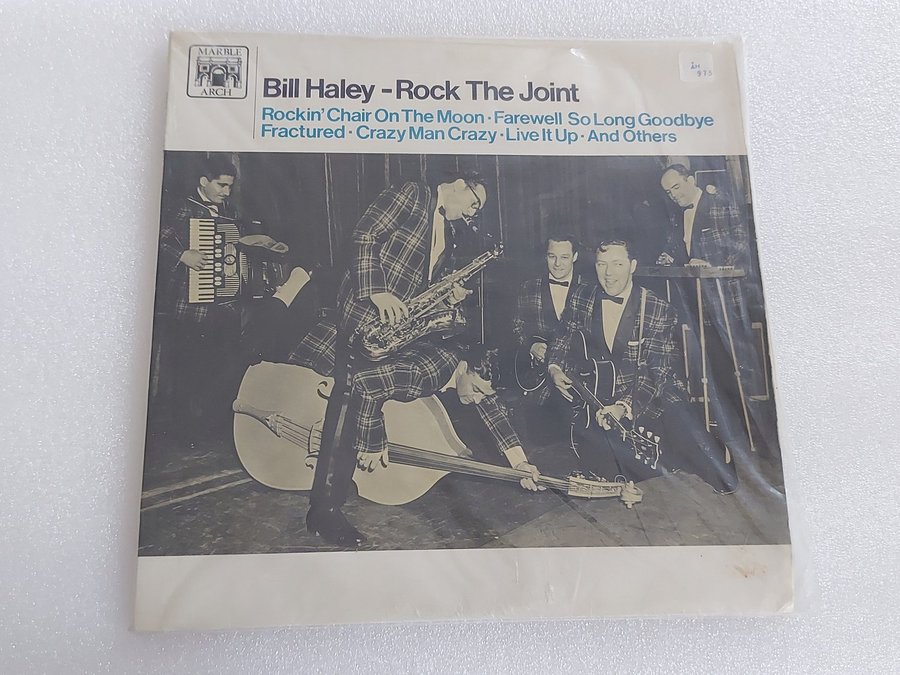 MARBLE
ARCH
Bill Haley - Rock The Joint
Rockin' Chair On The Moon · Farewell So Long Goodbye
Fractured · Crazy Man Crazy · Live It Up · And Others
973